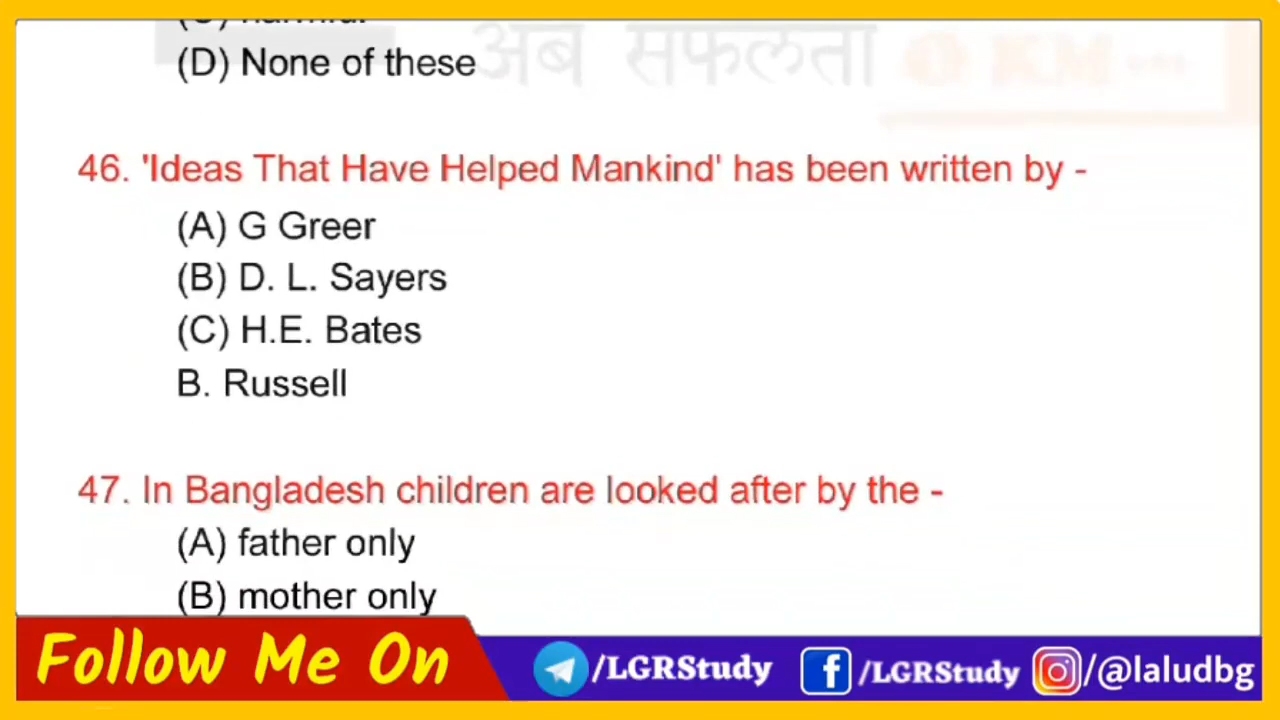 (D) None of these
अब सफलता 1 KM
46. 'Ideas That Have Helped Mankind' has been written by -
(A) G Greer
(B) D. L. Sayers
(C) H.E. Bates
B. Russell
47. In Bangladesh children are looked after by the -
(A) father only
(B) mother only
Follow Me On
/LGRStudy
/LGRStudy
/@laludbg